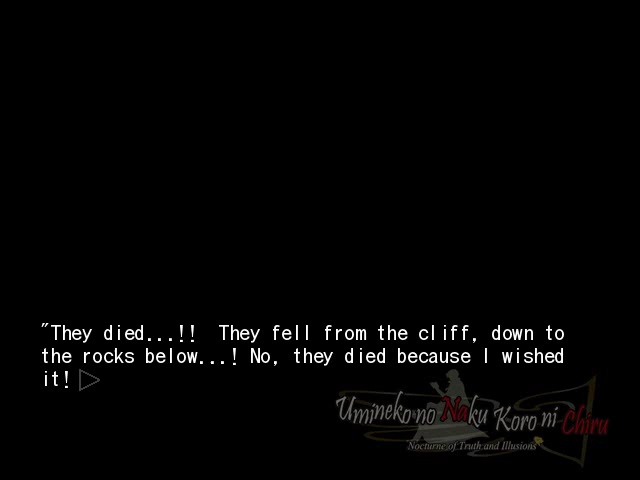 "They died...!!  They fell from the cliff, down to
the rocks below...! No, they died because I wished
it!
Umineko no Naku Koro ni Chiru
Nocturne of Truth and Illusions